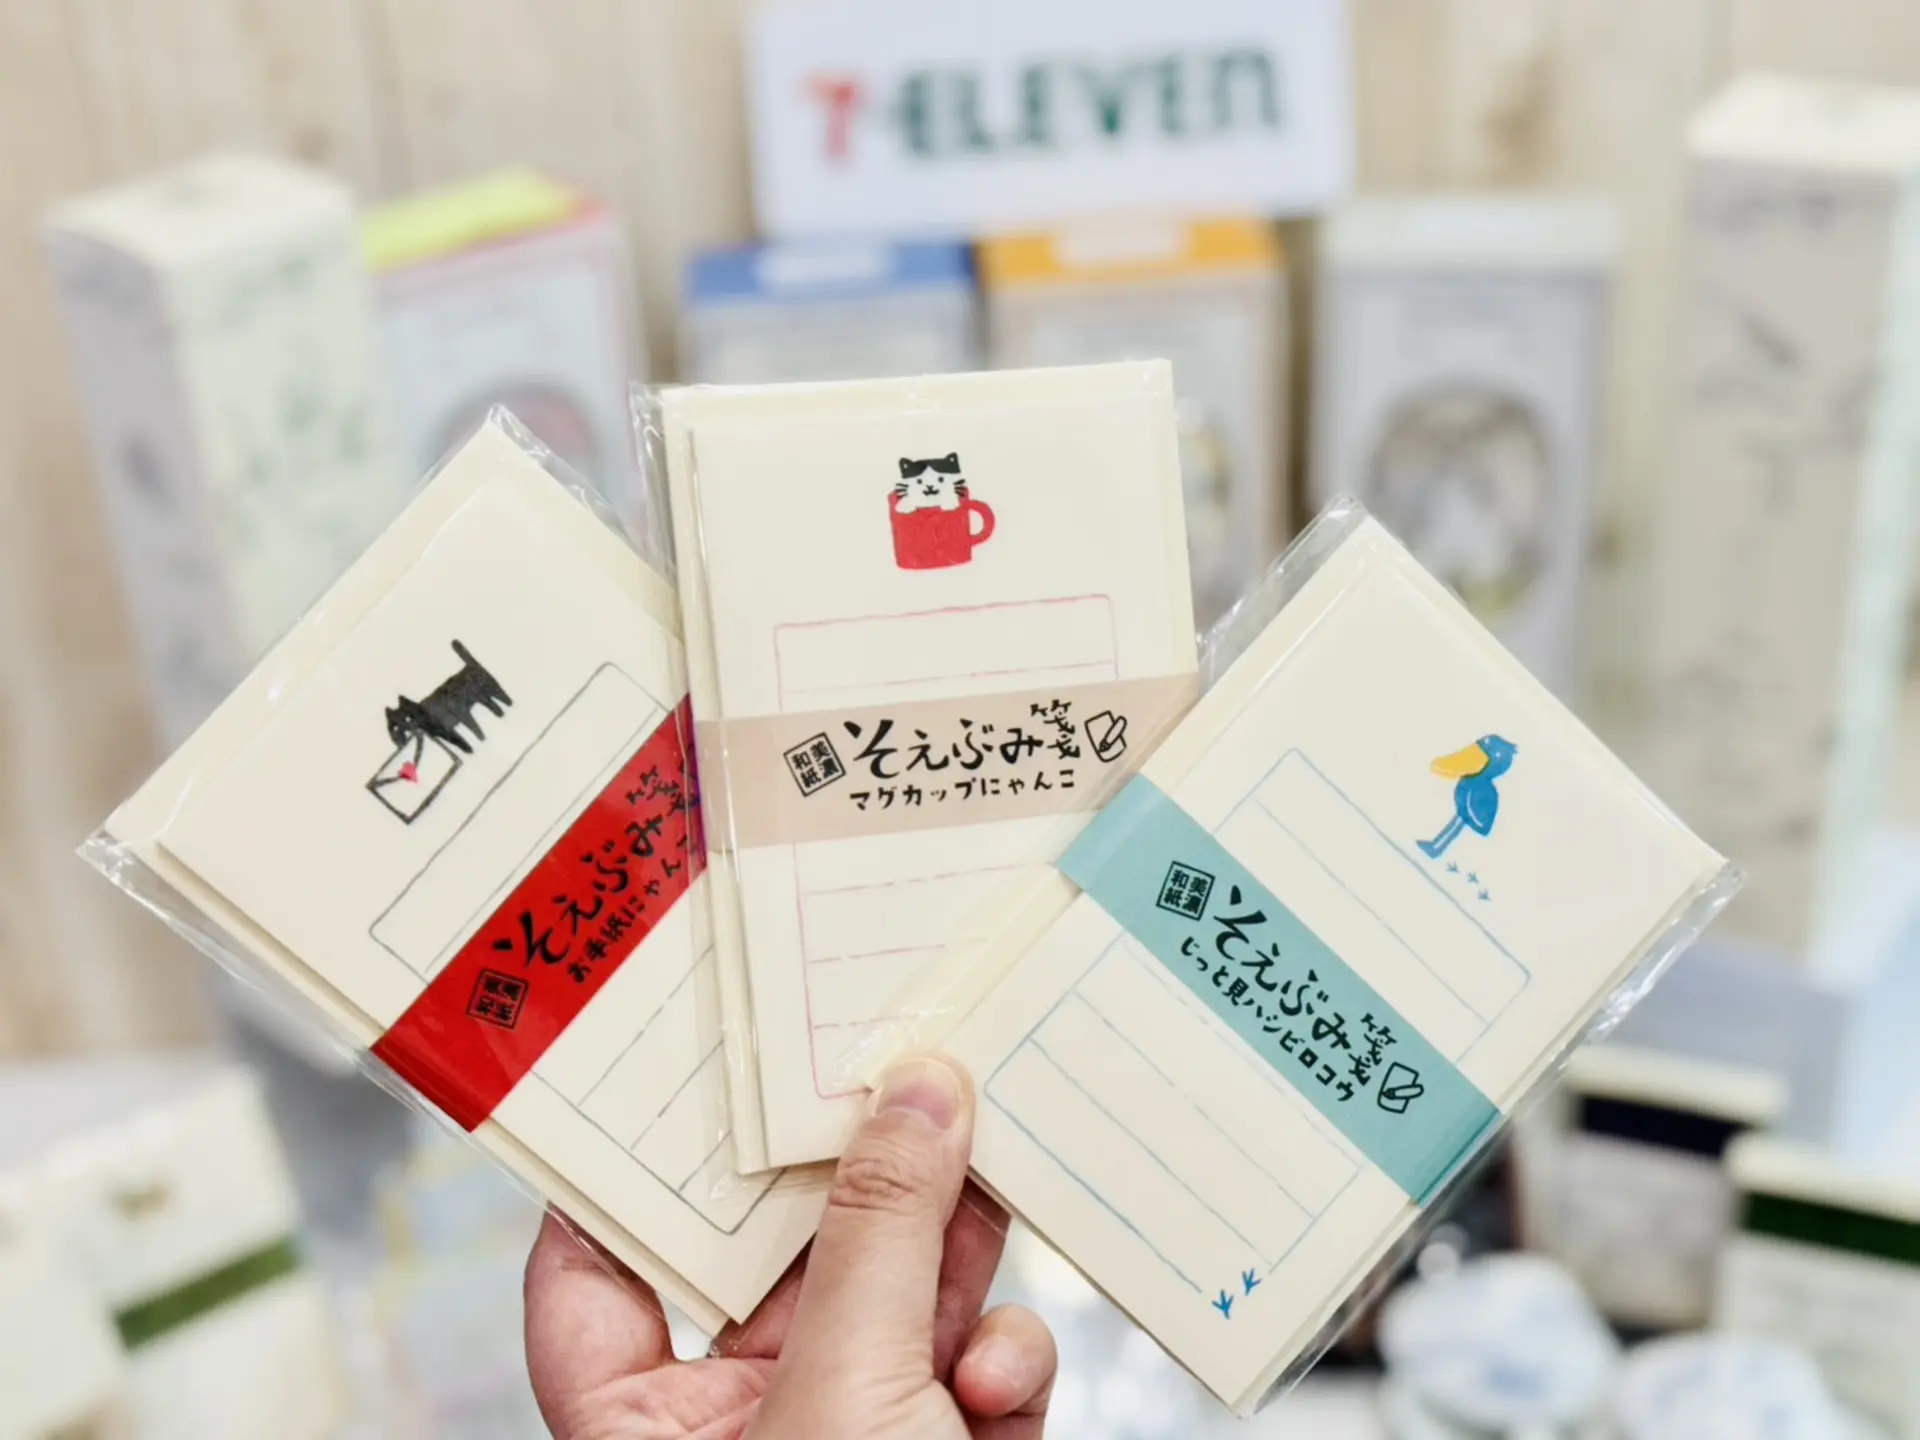 7-ELEVEn
美濃和紙
そえぶみ箋
お手紙にゃんこ
美濃和紙
そえぶみ箋
マグカップにゃんこ
美濃和紙
そえぶみ箋
じっと見ハシビロコウ